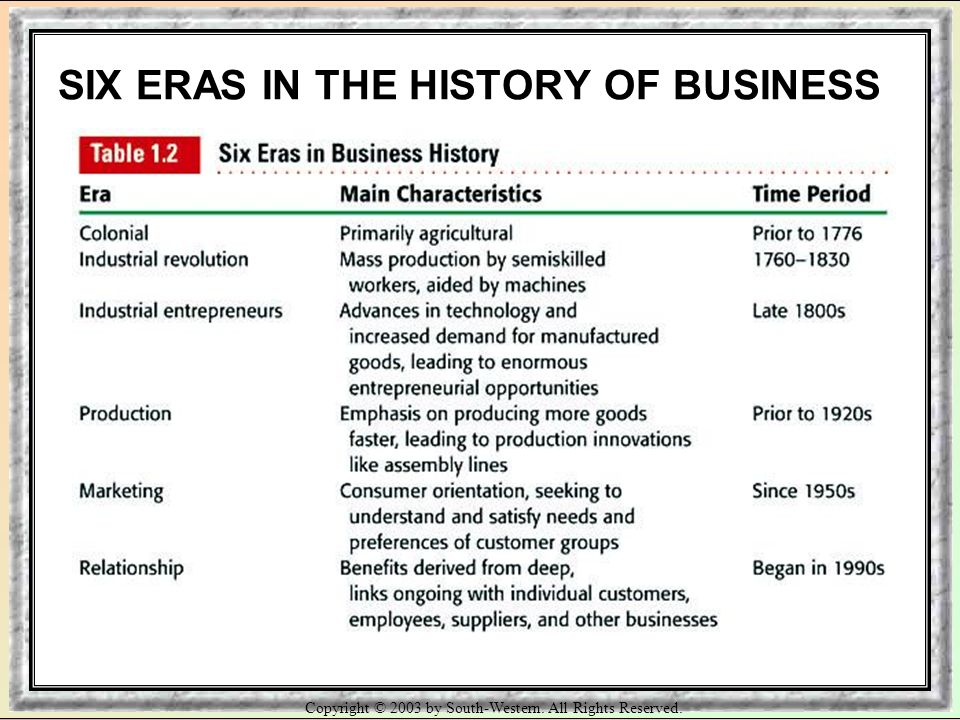 SIX ERAS IN THE HISTORY OF BUSINESS
Table 1.2 Six Eras in Business History
Era Main Characteristics Time Period
Colonial Primarily agricultural Prior to 1776
Industrial revolution Mass production by semiskilled 1760–1830
workers, aided by machines
Industrial entrepreneurs Advances in technology and Late 1800s
increased demand for manufactured
goods, leading to enormous
entrepreneurial opportunities
Production Emphasis on producing more goods Prior to 1920s
faster, leading to production innovations
like assembly lines
Marketing Consumer orientation, seeking to Since 1950s
understand and satisfy needs and
preferences of customer groups
Relationship Benefits derived from deep, Began in 1990s
links ongoing with individual customers,
employees, suppliers, and other businesses
Copyright © 2003 by South-Western. All Rights Reserved.